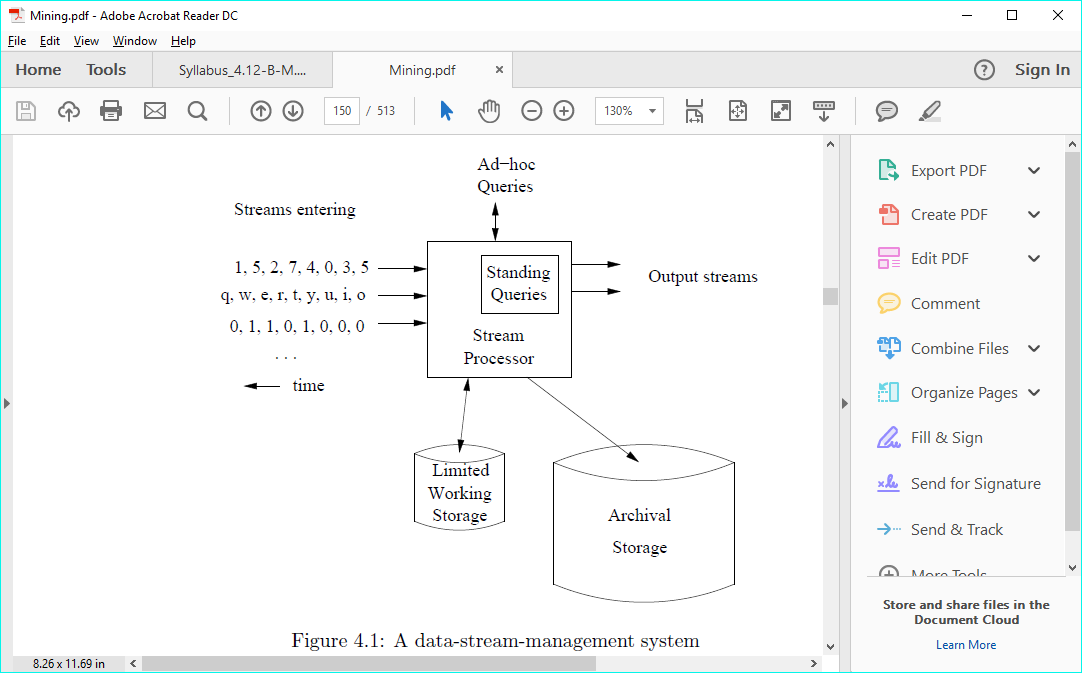 Mining.pdf - Adobe Acrobat Reader DC
File Edit View Window Help
Home Tools Syllabus_4.12-B-M.... Mining.pdf × ? Sign In
150 / 513 130%
Ad−hoc
Queries
Streams entering
1, 5, 2, 7, 4, 0, 3, 5
q, w, e, r, t, y, u, i, o
0, 1, 1, 0, 1, 0, 0, 0
. . .
time
Standing
Queries
Stream
Processor
Output streams
Limited
Working
Storage
Archival
Storage
Figure 4.1: A data-stream-management system
8.26 x 11.69 in
Export PDF
Create PDF
Edit PDF
Comment
Combine Files
Organize Pages
Fill & Sign
Send for Signature
Send & Track
More Tools
Store and share files in the
Document Cloud
Learn More